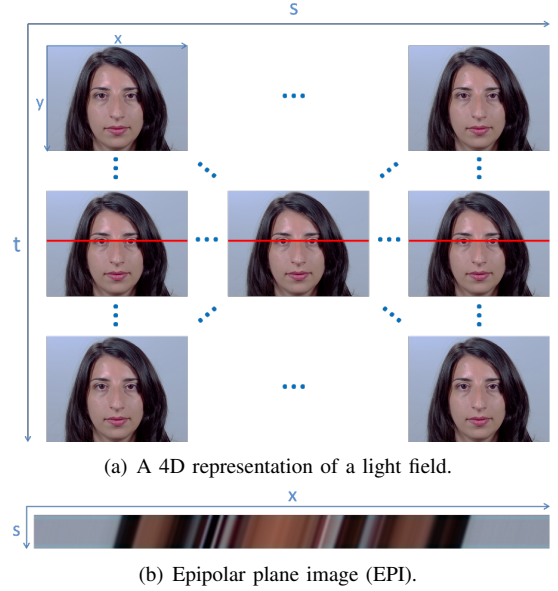 s
x
y
t
(a) A 4D representation of a light field.
x
s
(b) Epipolar plane image (EPI).